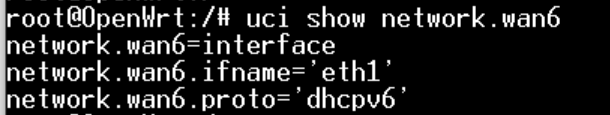 root@OpenWrt:/# uci show network.wan6
network.wan6=interface
network.wan6.ifname='eth1'
network.wan6.proto='dhcpv6'